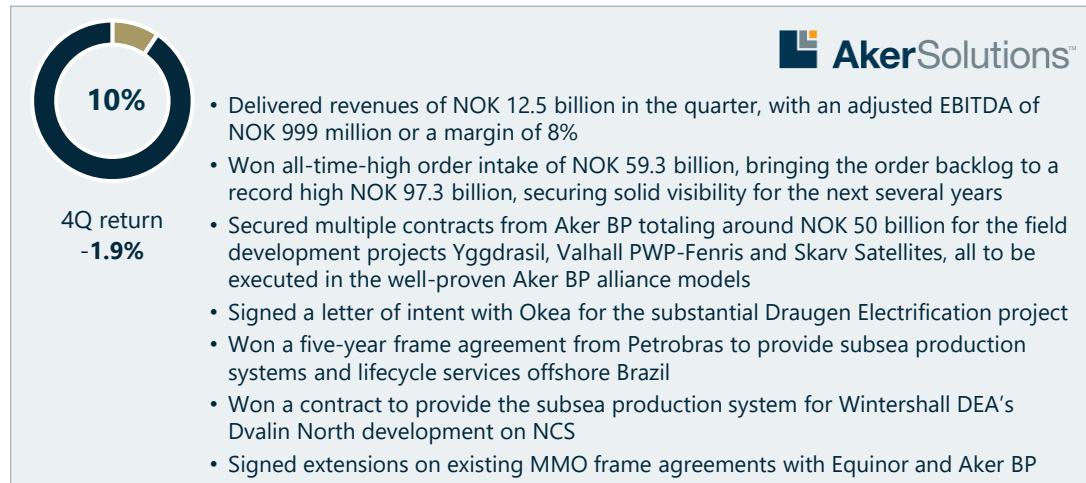 AkerSolutions™
10%
4Q return
-1.9%
• Delivered revenues of NOK 12.5 billion in the quarter, with an adjusted EBITDA of
NOK 999 million or a margin of 8%
• Won all-time-high order intake of NOK 59.3 billion, bringing the order backlog to a
record high NOK 97.3 billion, securing solid visibility for the next several years
• Secured multiple contracts from Aker BP totaling around NOK 50 billion for the field
development projects Yggdrasil, Valhall PWP-Fenris and Skarv Satellites, all to be
executed in the well-proven Aker BP alliance models
• Signed a letter of intent with Okea for the substantial Draugen Electrification project
• Won a five-year frame agreement from Petrobras to provide subsea production
systems and lifecycle services offshore Brazil
• Won a contract to provide the subsea production system for Wintershall DEA’s
Dvalin North development on NCS
• Signed extensions on existing MMO frame agreements with Equinor and Aker BP